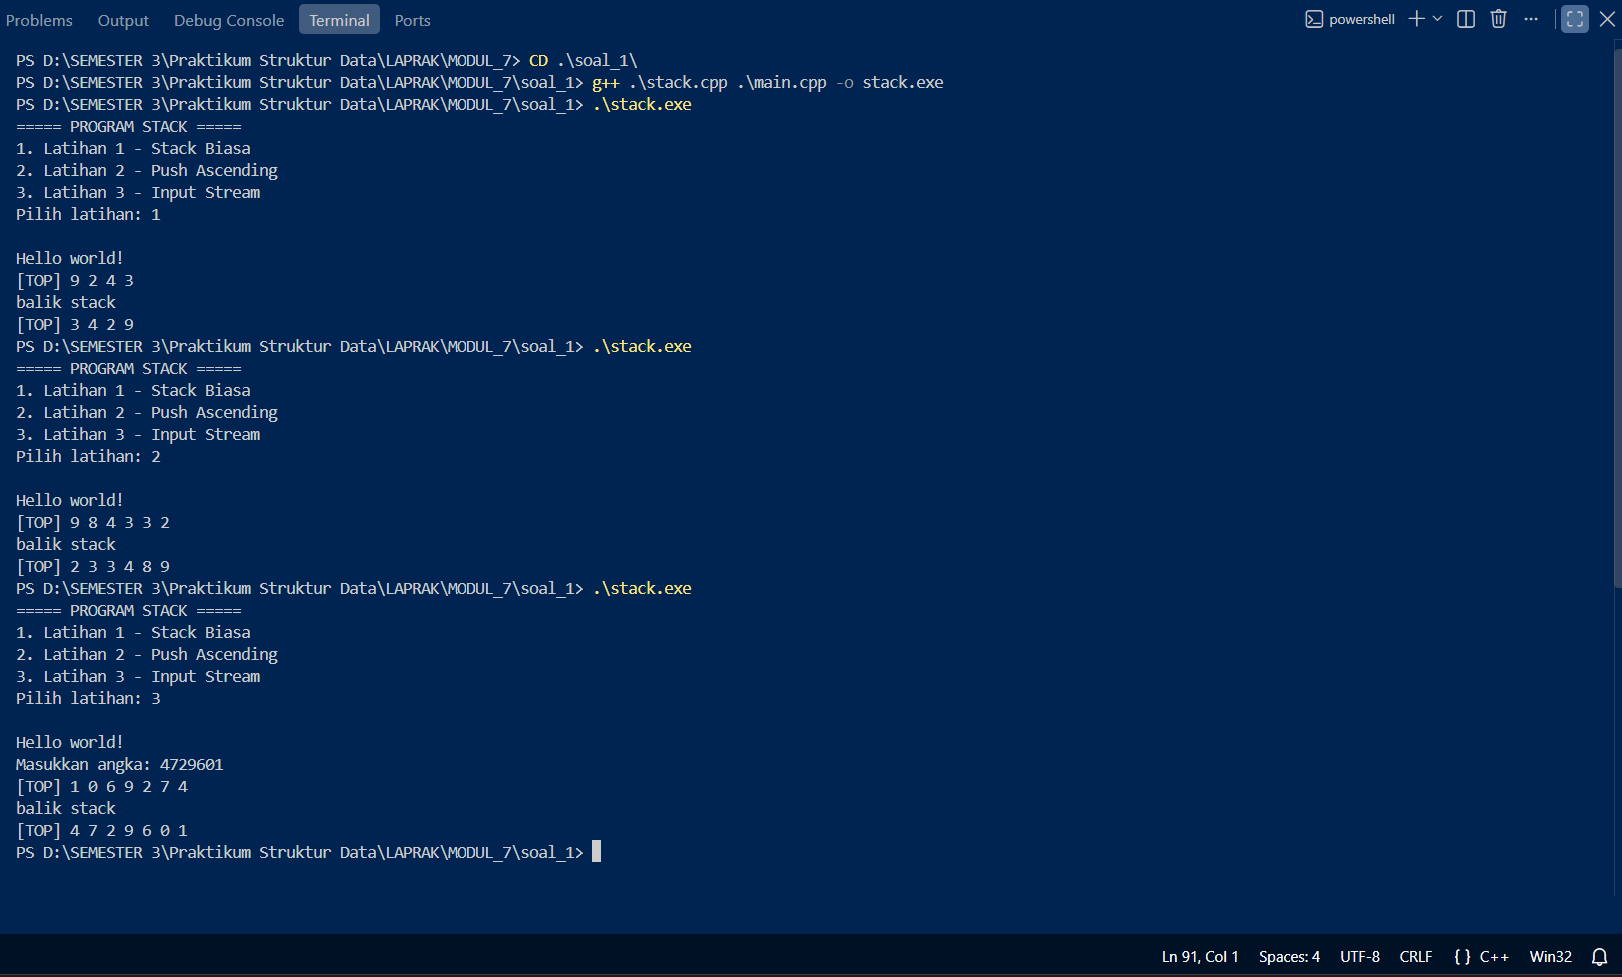 Problems Output Debug Console Terminal Ports powershell
PS D:\SEMESTER 3\Praktikum Struktur Data\LAPRAK\MODUL_7> CD .\soal_1\
PS D:\SEMESTER 3\Praktikum Struktur Data\LAPRAK\MODUL_7\soal_1> g++ .\stack.cpp .\main.cpp -o stack.exe
PS D:\SEMESTER 3\Praktikum Struktur Data\LAPRAK\MODUL_7\soal_1> .\stack.exe
===== PROGRAM STACK =====
1. Latihan 1 - Stack Biasa
2. Latihan 2 - Push Ascending
3. Latihan 3 - Input Stream
Pilih latihan: 1
Hello world!
[TOP] 9 2 4 3
balik stack
[TOP] 3 4 2 9
PS D:\SEMESTER 3\Praktikum Struktur Data\LAPRAK\MODUL_7\soal_1> .\stack.exe
===== PROGRAM STACK =====
1. Latihan 1 - Stack Biasa
2. Latihan 2 - Push Ascending
3. Latihan 3 - Input Stream
Pilih latihan: 2
Hello world!
[TOP] 9 8 4 3 3 2
balik stack
[TOP] 2 3 3 4 8 9
PS D:\SEMESTER 3\Praktikum Struktur Data\LAPRAK\MODUL_7\soal_1> .\stack.exe
===== PROGRAM STACK =====
1. Latihan 1 - Stack Biasa
2. Latihan 2 - Push Ascending
3. Latihan 3 - Input Stream
Pilih latihan: 3
Hello world!
Masukkan angka: 4729601
[TOP] 1 0 6 9 2 7 4
balik stack
[TOP] 4 7 2 9 6 0 1
PS D:\SEMESTER 3\Praktikum Struktur Data\LAPRAK\MODUL_7\soal_1>
Ln 91, Col 1 Spaces: 4 UTF-8 CRLF { } C++ Win32